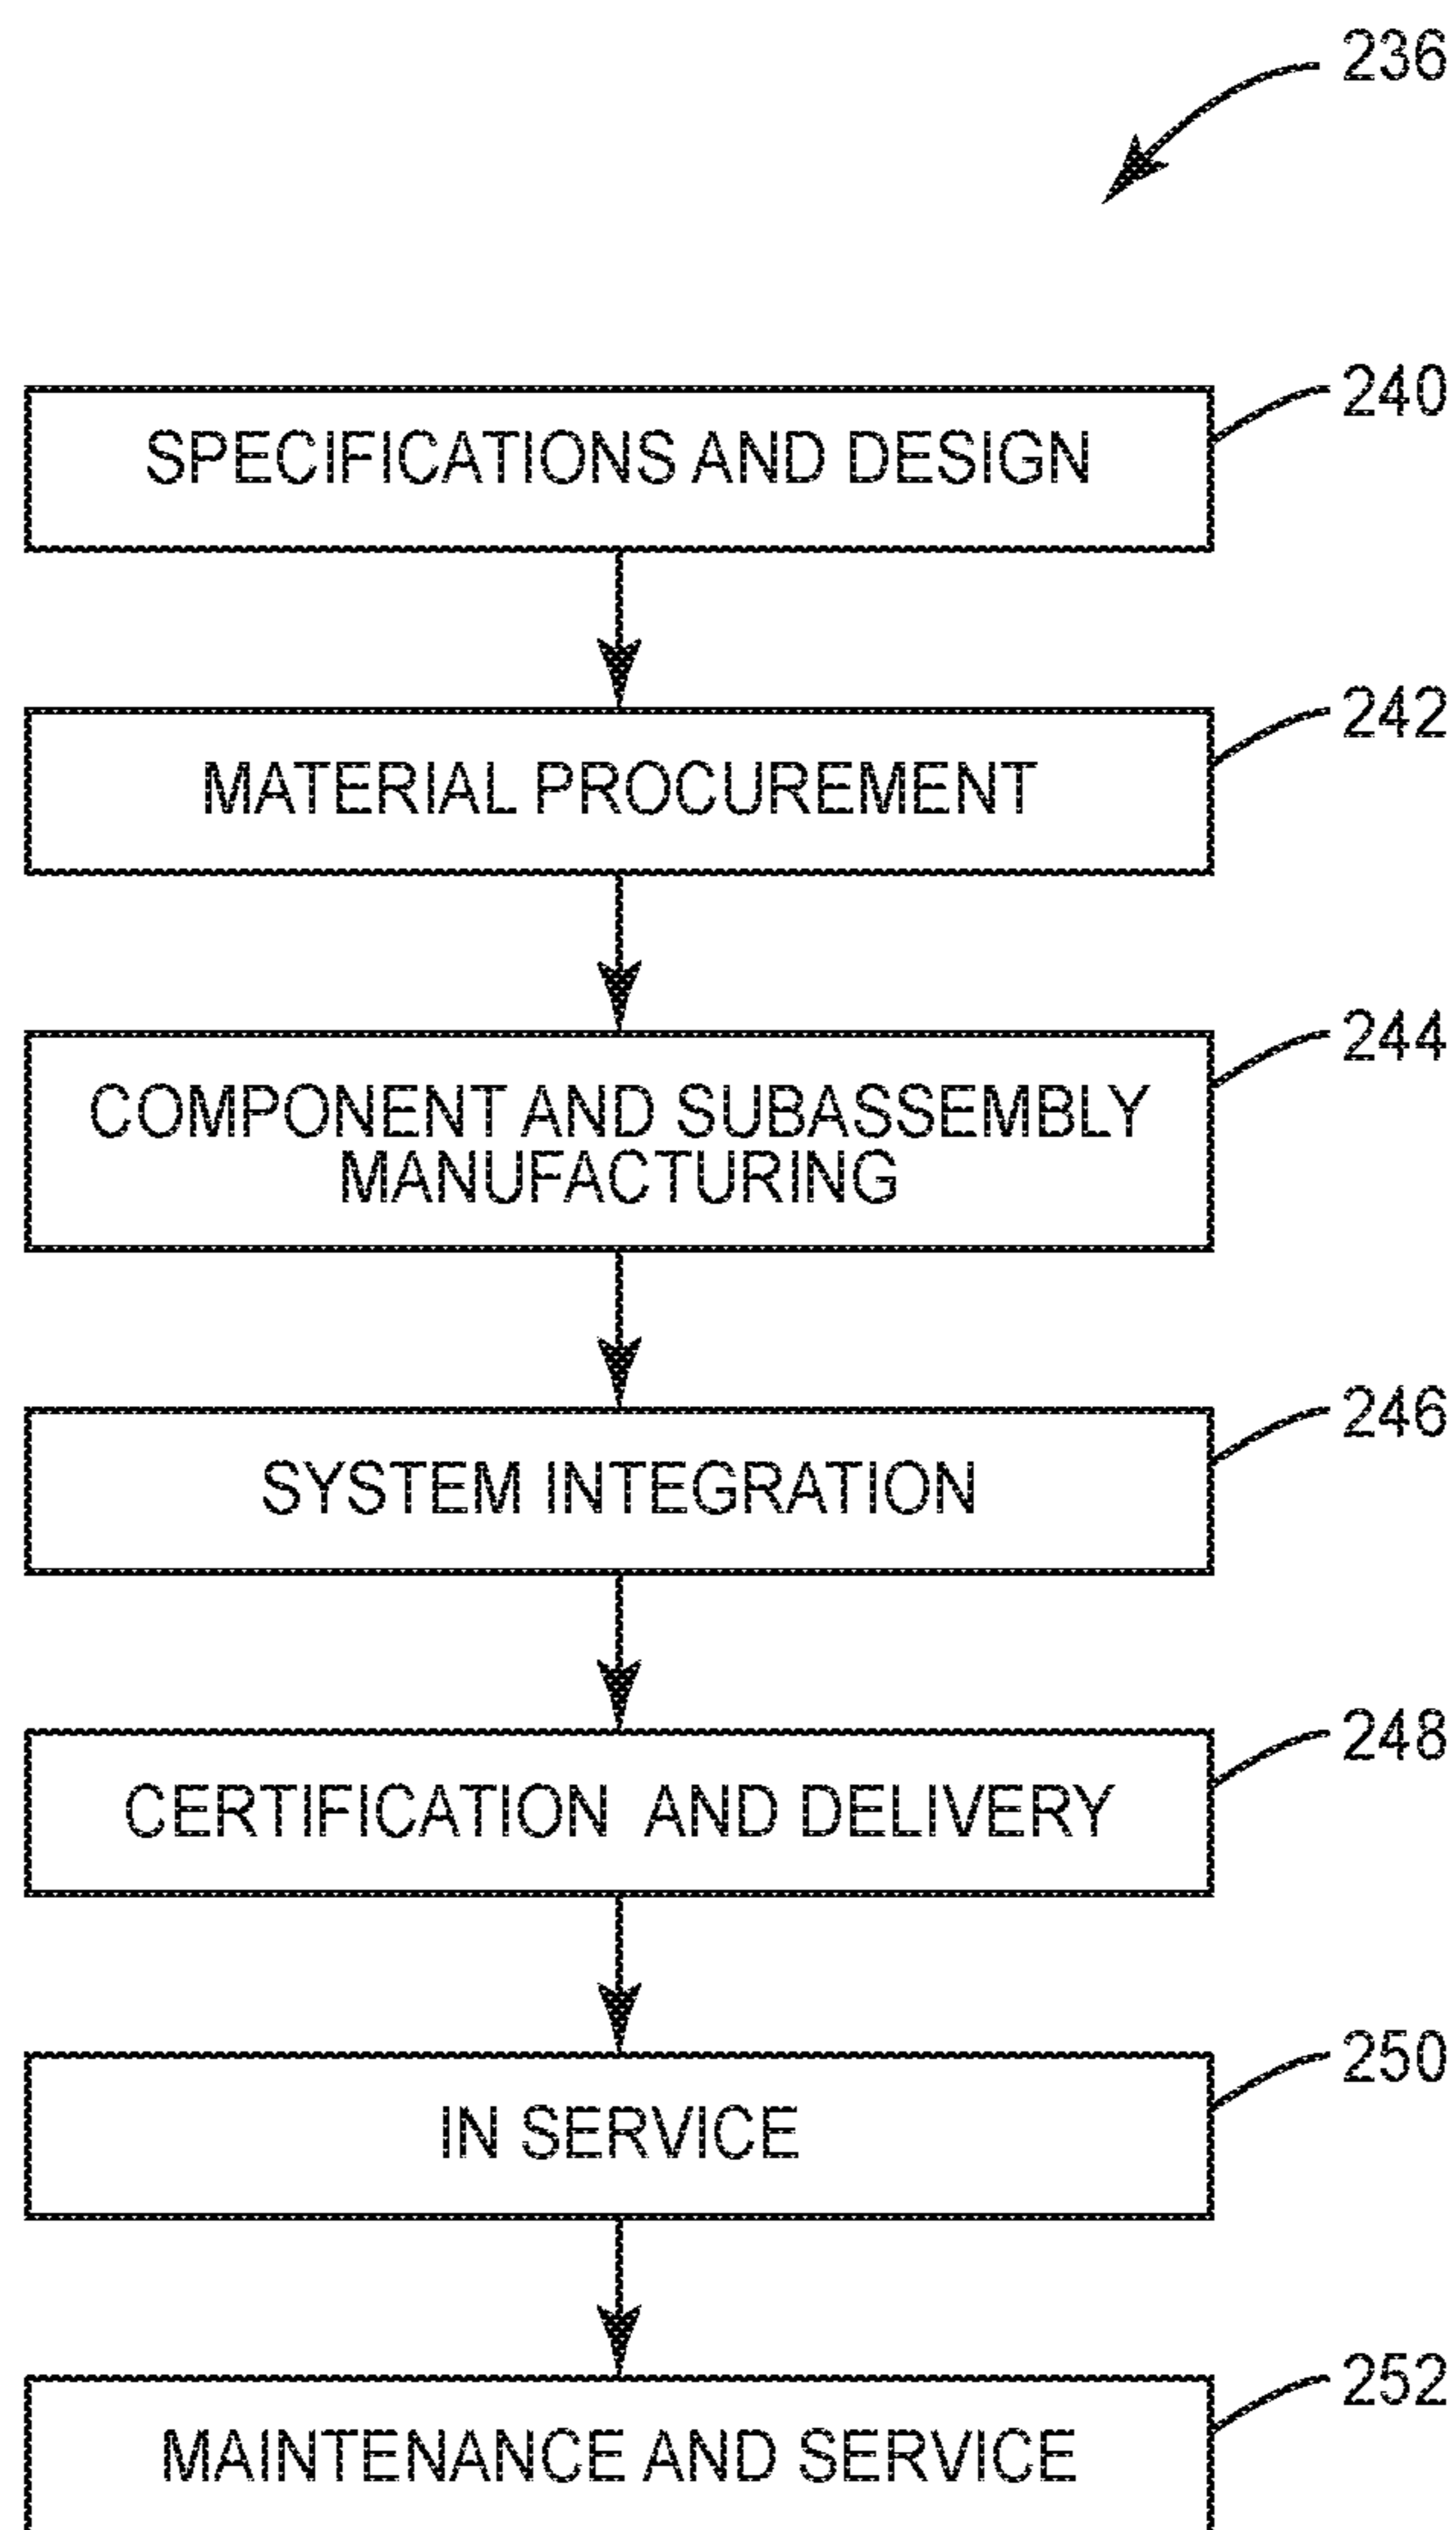 236
240
SPECIFICATIONS AND DESIGN
242
MATERIAL PROCUREMENT
244
COMPONENT AND SUBASSEMBLY
MANUFACTURING
246
SYSTEM INTEGRATION
248
CERTIFICATION AND DELIVERY
250
IN SERVICE
252
MAINTENANCE AND SERVICE